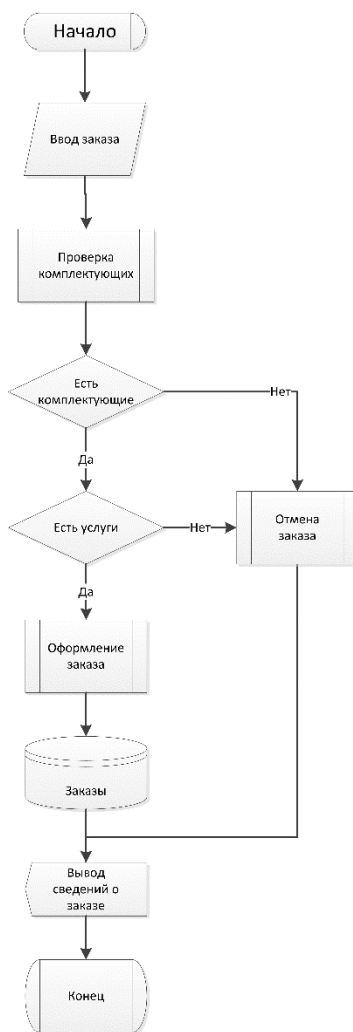 Начало
Ввод заказа
Проверка
комплектующих
Есть
комплектующие
Нет
Да
Есть услуги
Нет
Отмена
заказа
Да
Оформление
заказа
Заказы
Вывод
сведений о
заказе
Конец